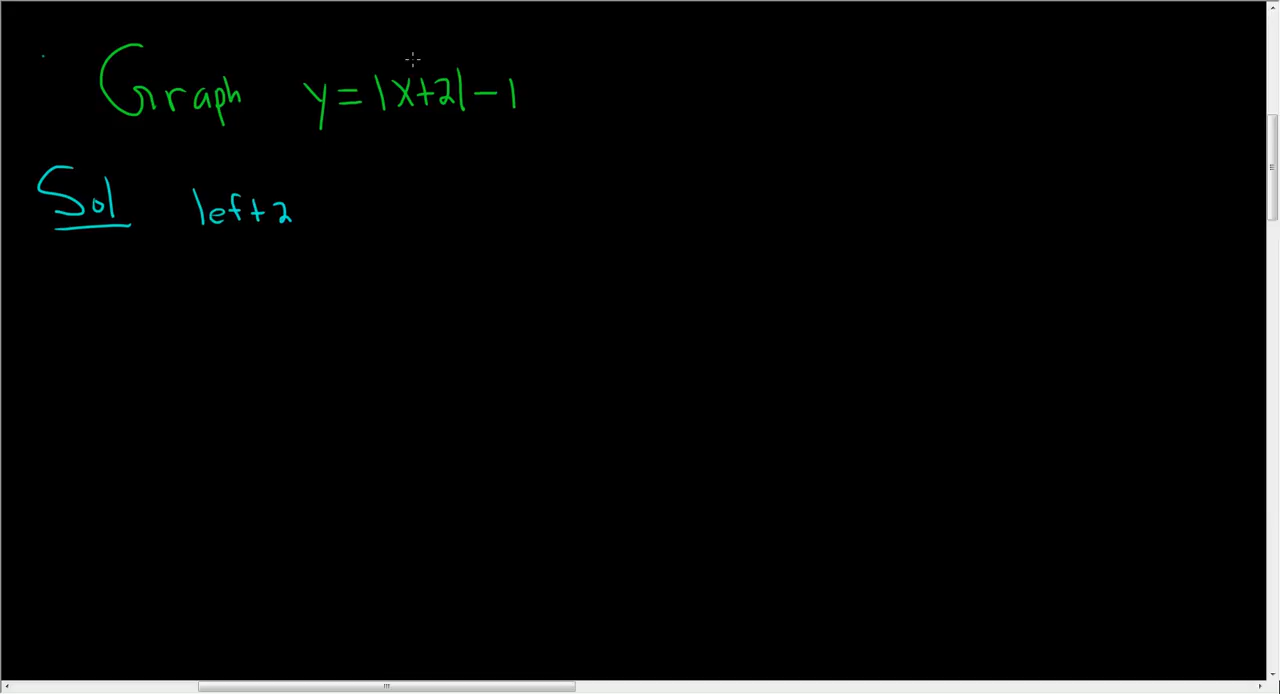 Graph y = |x+2| - 1
Sol left 2